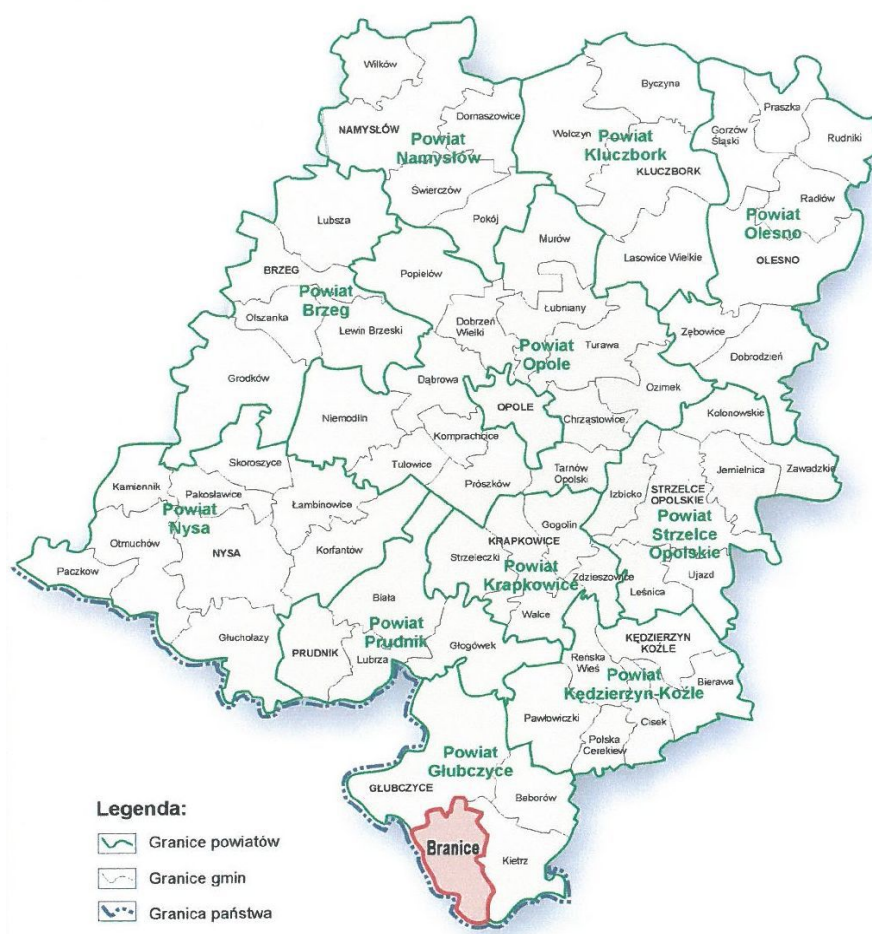 Wilków
Byczyna
Praszka
Domaszowice
NAMYSŁÓW
Powiat
Namysłów
Wołczyn
Powiat
Kluczbork
Gorzów
Śląski
Rudniki
KLUCZBORK
Świerczów
Radłów
Powiat
Olesno
Lubsza
Pokój
Murów
Lasowice Wielkie
OLESNO
BRZEG
Popielów
Powiat
Brzeg
Olszanka
Lewin Brzeski
Dobrzeń
Wielki
Łubniany
Powiat
Opole
Turawa
Zębowice
Dobrodzień
Grodków
Dąbrowa
Ozimek
Niemodlin
OPOLE
Chrząstowice
Kolonowskie
Komprachcice
Skoroszyce
Tułowice
Prószków
Tarnów
Opolski
Izbicko
STRZELCE
OPOLSKIE
Jemielnica
Zawadzkie
Kamiennik
Pakosławice
Powiat
Nysa
Łambinowice
Gogolin
Powiat
Strzelce
Opolskie
Otmuchów
NYSA
Korfantów
KRAPKOWICE
Strzeleczki
Powiat
Krapkowice
Zdzieszowice
Ujazd
Leśnica
Paczków
Biała
Walce
Głuchołazy
PRUDNIK
Powiat
Prudnik
Lubrza
Głogówek
KĘDZIERZYN
KOŹLE
Reńska
Wieś
Powiat
Kędzierzyn-Koźle
Bierawa
Pawłowiczki
Cisek
Polska
Cerekiew
Powiat
Głubczyce
GŁUBCZYCE
Baborów
Branice
Kietrz
Legenda:
Granice powiatów
Granice gmin
Granica państwa